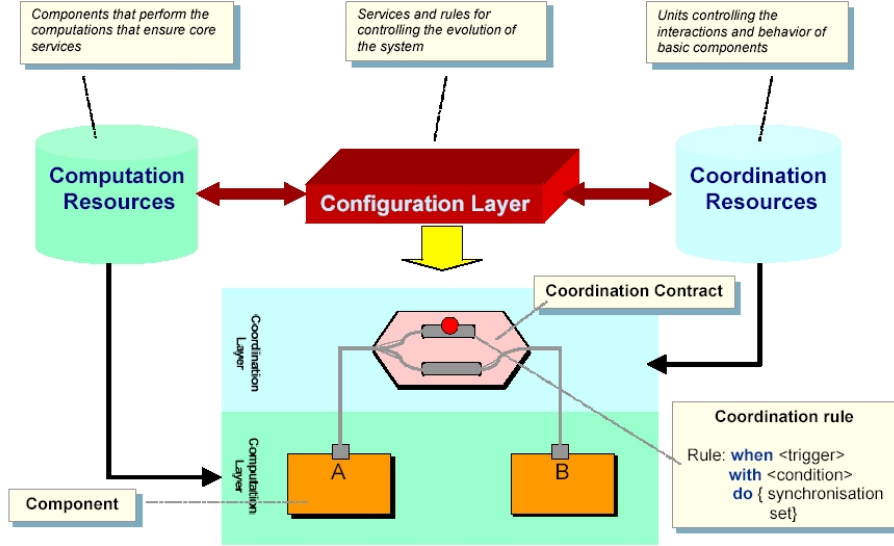 Components that perform the
computations that ensure core
services
Services and rules for
controlling the evolution of
the system
Units controlling the
interactions and behavior of
basic components
Computation
Resources
Configuration Layer
Coordination
Resources
Coordination Contract
Coordination
Layer
Coordination rule
Rule: when <trigger>
with <condition>
do { synchronisation
set}
Computation
Layer
A
B
Component